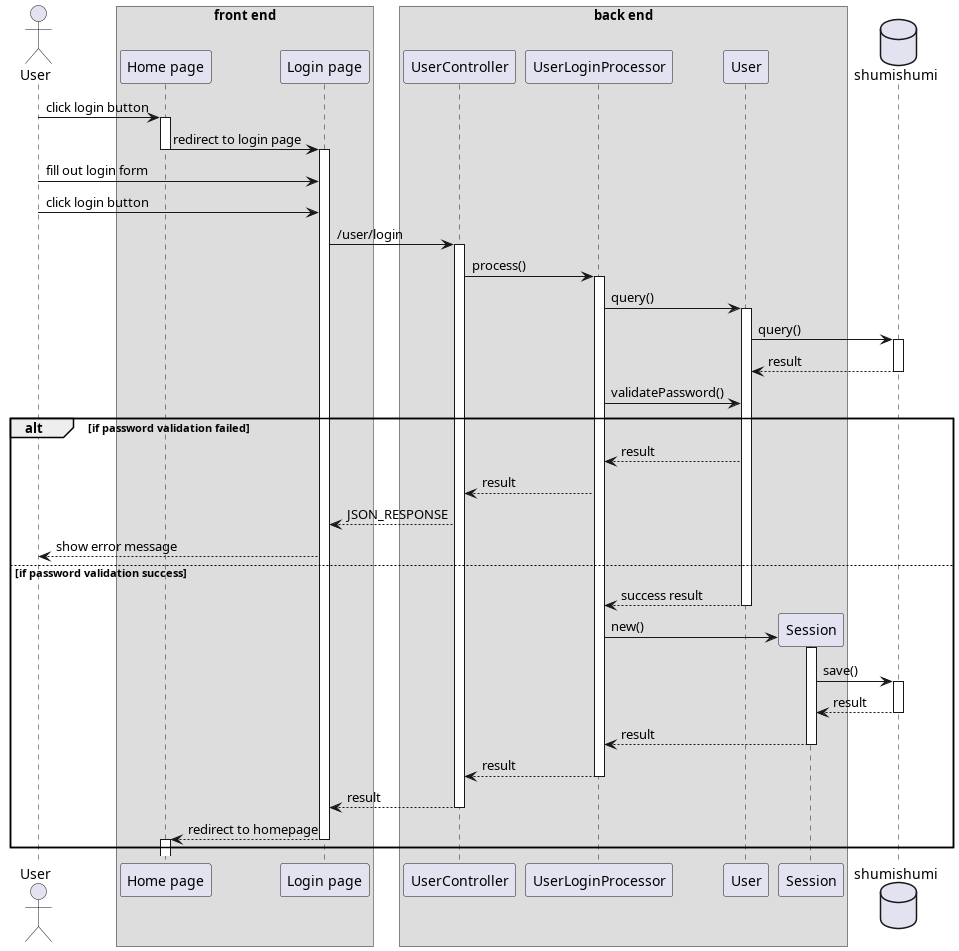 front end
back end
User
Home page
Login page
UserController
UserLoginProcessor
User
shumishumi
click login button
redirect to login page
fill out login form
click login button
/user/login
process()
query()
query()
result
validatePassword()
alt [if password validation failed]
result
result
JSON_RESPONSE
show error message
[if password validation success]
success result
new()
Session
save()
result
result
result
result
redirect to homepage
User
Home page
Login page
UserController
UserLoginProcessor
User
Session
shumishumi